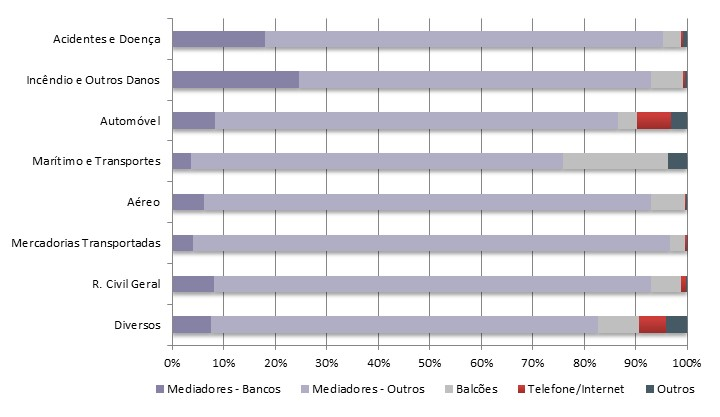 Acidentes e Doença
Incêndio e Outros Danos
Automóvel
Marítimo e Transportes
Aéreo
Mercadorias Transportadas
R. Civil Geral
Diversos
0% 10% 20% 30% 40% 50% 60% 70% 80% 90% 100%
Mediadores - Bancos Mediadores - Outros Balcões Telefone/Internet Outros